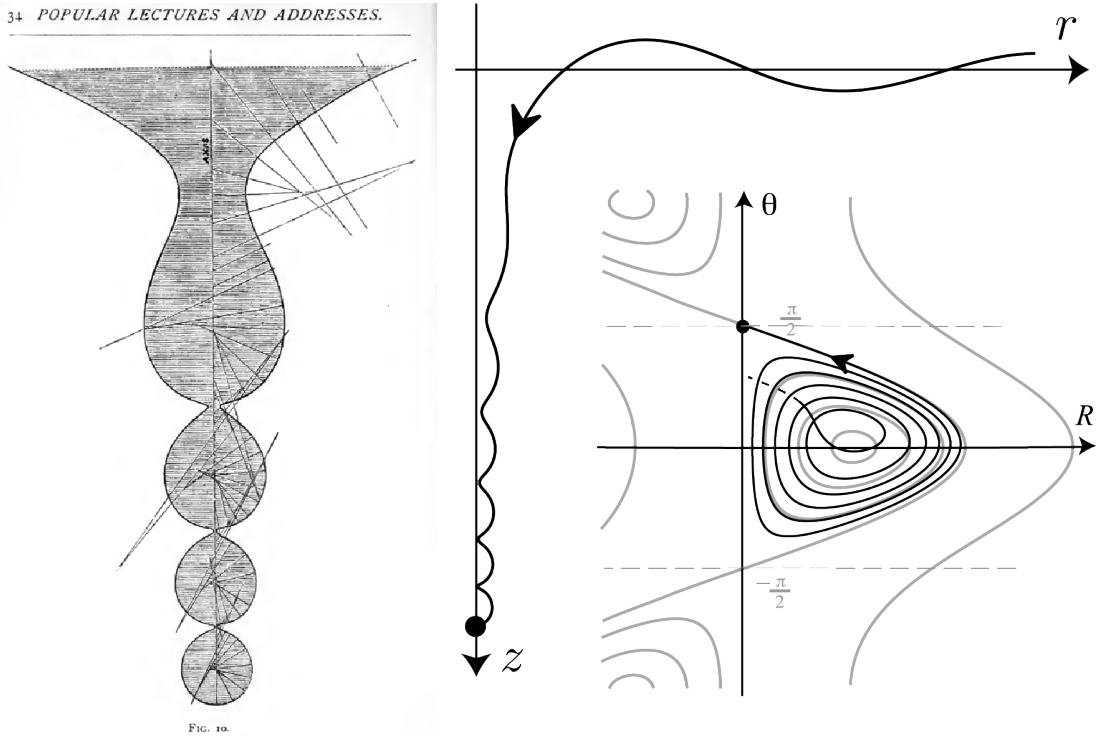 34 POPULAR LECTURES AND ADDRESSES.
AXIS
FIG. 10.
r
z
θ
π/2
R
-π/2